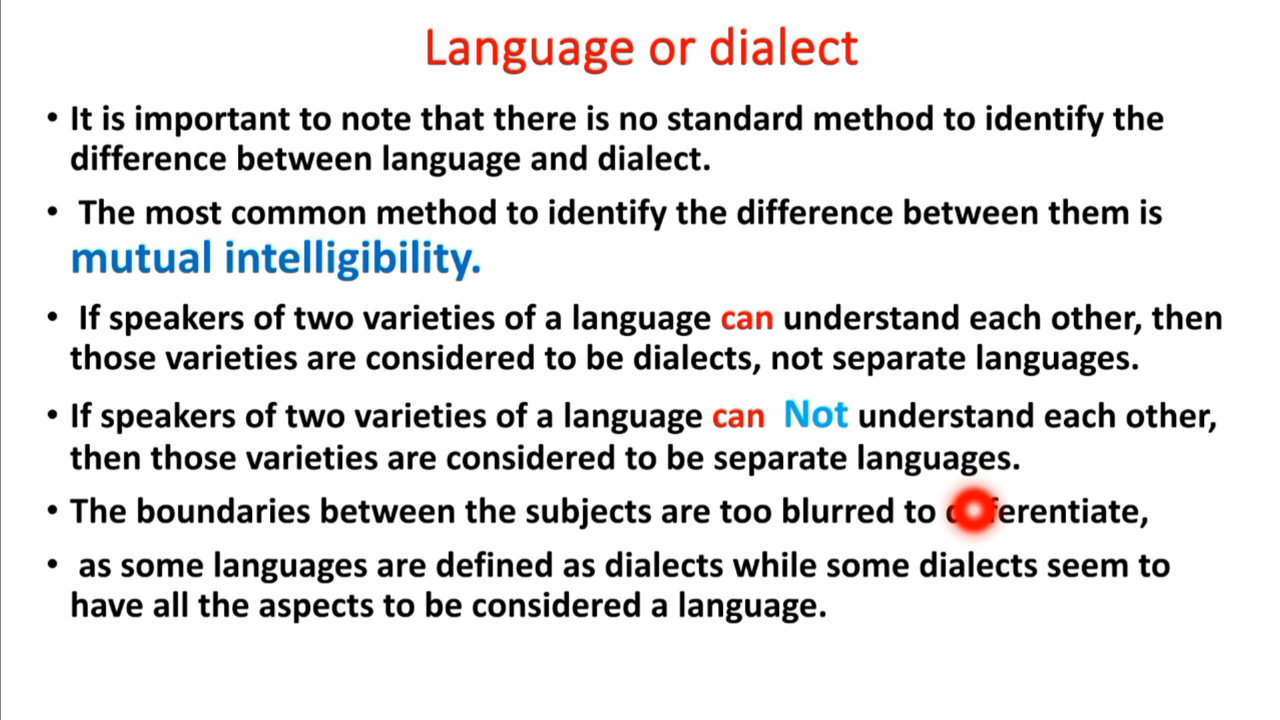 Language or dialect
• It is important to note that there is no standard method to identify the
difference between language and dialect.
• The most common method to identify the difference between them is
mutual intelligibility.
• If speakers of two varieties of a language can understand each other, then
those varieties are considered to be dialects, not separate languages.
• If speakers of two varieties of a language can Not understand each other,
then those varieties are considered to be separate languages.
• The boundaries between the subjects are too blurred to differentiate,
• as some languages are defined as dialects while some dialects seem to
have all the aspects to be considered a language.